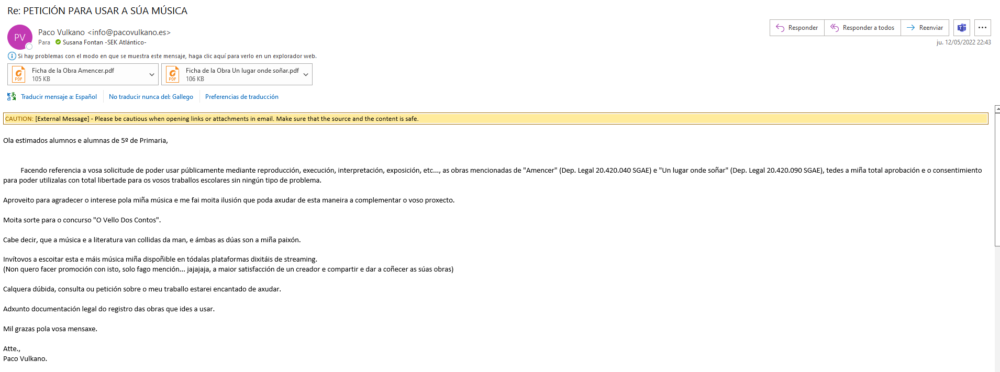 Re: PETICIÓN PARA USAR A SÚA MÚSICA
PV
Paco Vulkano <info@pacovulkano.es>
Para Susana Fontan -SEK Atlántico-
Responder
Responder a todos
Reenviar
ju. 12/05/2022 22:43
Si hay problemas con el modo en que se muestra este mensaje, haga clic aquí para verlo en un explorador web.
PDF
Ficha de la Obra Amencer.pdf
105 KB
PDF
Ficha de la Obra Un lugar onde soñar.pdf
106 KB
Traducir mensaje a: Español
No traducir nunca del: Gallego
Preferencias de traducción
CAUTION: [External Message] - Please be cautious when opening links or attachments in email. Make sure that the source and the content is safe.
Ola estimados alumnos e alumnas de 5º de Primaria,
Facendo referencia a vosa solicitude de poder usar públicamente mediante reproducción, execución, interpretación, exposición, etc..., as obras mencionadas de "Amencer" (Dep. Legal 20.420.040 SGAE) e "Un lugar onde soñar" (Dep. Legal 20.420.090 SGAE), tedes a miña total aprobación e o consentimiento
para poder utilizalas con total libertade para os vosos traballos escolares sin ningún tipo de problema.
Aproveito para agradecer o interese pola miña música e me fai moita ilusión que poda axudar de esta maneira a complementar o voso proxecto.
Moita sorte para o concurso "O Vello Dos Contos".
Cabe decir, que a música e a literatura van collidas da man, e ámbas as dúas son a miña paixón.
Invítovos a escoitar esta e máis música miña dispoñible en tódalas plataformas dixitáis de streaming.
(Non quero facer promoción con isto, solo fago mención... jajajaja, a maior satisfacción de un creador e compartir e dar a coñecer as súas obras)
Calquera dúbida, consulta ou petición sobre o meu traballo estarei encantado de axudar.
Adxunto documentación legal do registro das obras que ides a usar.
Mil grazas pola vosa mensaxe.
Atte.,
Paco Vulkano.